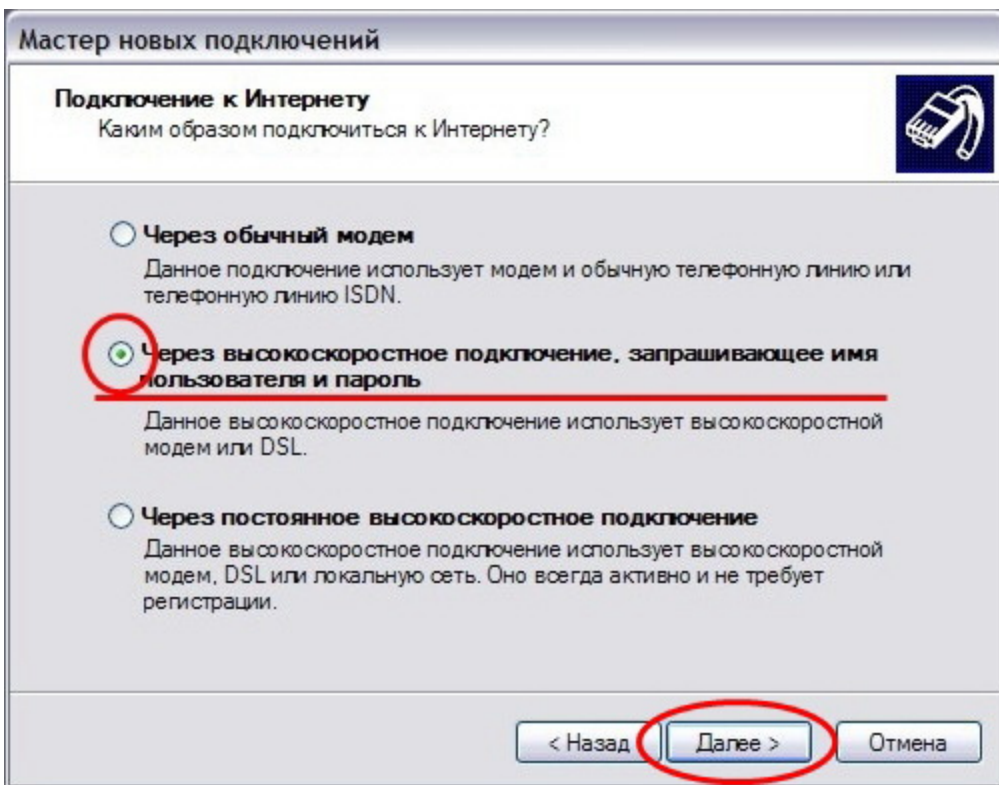 Мастер новых подключений
Подключение к Интернету
Каким образом подключиться к Интернету?
Через обычный модем
Данное подключение использует модем и обычную телефонную линию или
телефонную линию ISDN.
Через высокоскоростное подключение, запрашивающее имя
пользователя и пароль
Данное высокоскоростное подключение использует высокоскоростной
модем или DSL.
Через постоянное высокоскоростное подключение
Данное высокоскоростное подключение использует высокоскоростной
модем, DSL или локальную сеть. Оно всегда активно и не требует
регистрации.
< Назад Далее > Отмена